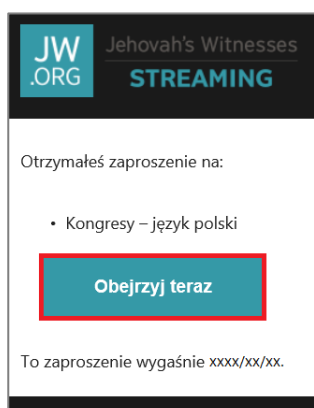 JW
.ORG
Jehovah's Witnesses
STREAMING
Otrzymałeś zaproszenie na:
• Kongresy – język polski
Obejrzyj teraz
To zaproszenie wygaśnie xxxx/xx/xx.